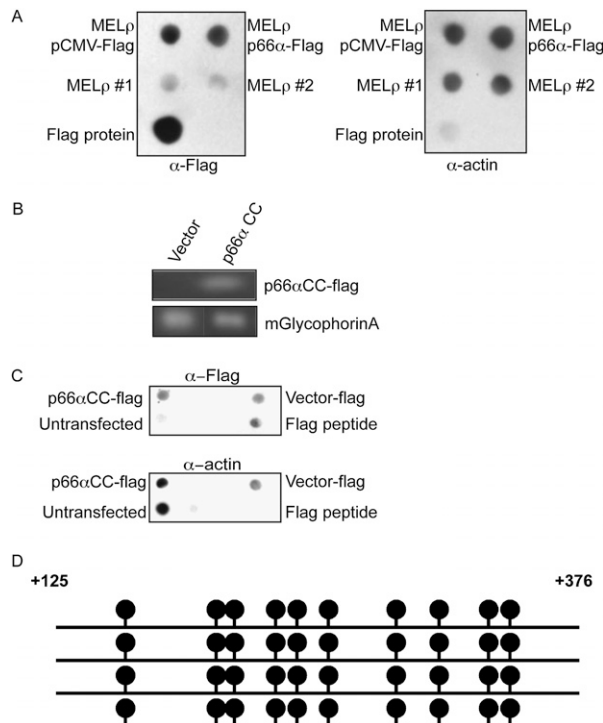 A
MELρ
pCMV-Flag
MELρ
p66α-Flag
MELρ #1
MELρ #2
Flag protein
α-Flag
MELρ
pCMV-Flag
MELρ
p66α-Flag
MELρ #1
MELρ #2
Flag protein
α-actin
B
Vector
p66α CC
p66αCC-flag
mGlycophorinA
C
α–Flag
p66αCC-flag
Vector-flag
Untransfected
Flag peptide
α–actin
p66αCC-flag
Vector-flag
Untransfected
Flag peptide
D
+125
+376